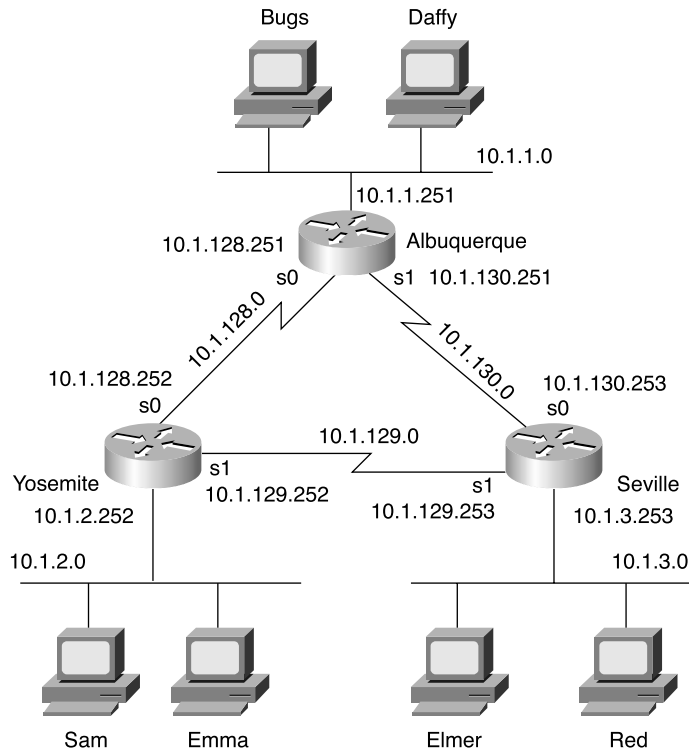 Bugs
Daffy
10.1.1.0
10.1.1.251
10.1.128.251
Albuquerque
s0
s1
10.1.130.251
10.1.128.0
10.1.130.0
10.1.128.252
10.1.130.253
s0
s0
10.1.129.0
s1
s1
Yosemite
10.1.129.252
Seville
10.1.2.252
10.1.129.253
10.1.3.253
10.1.2.0
10.1.3.0
Sam
Emma
Elmer
Red